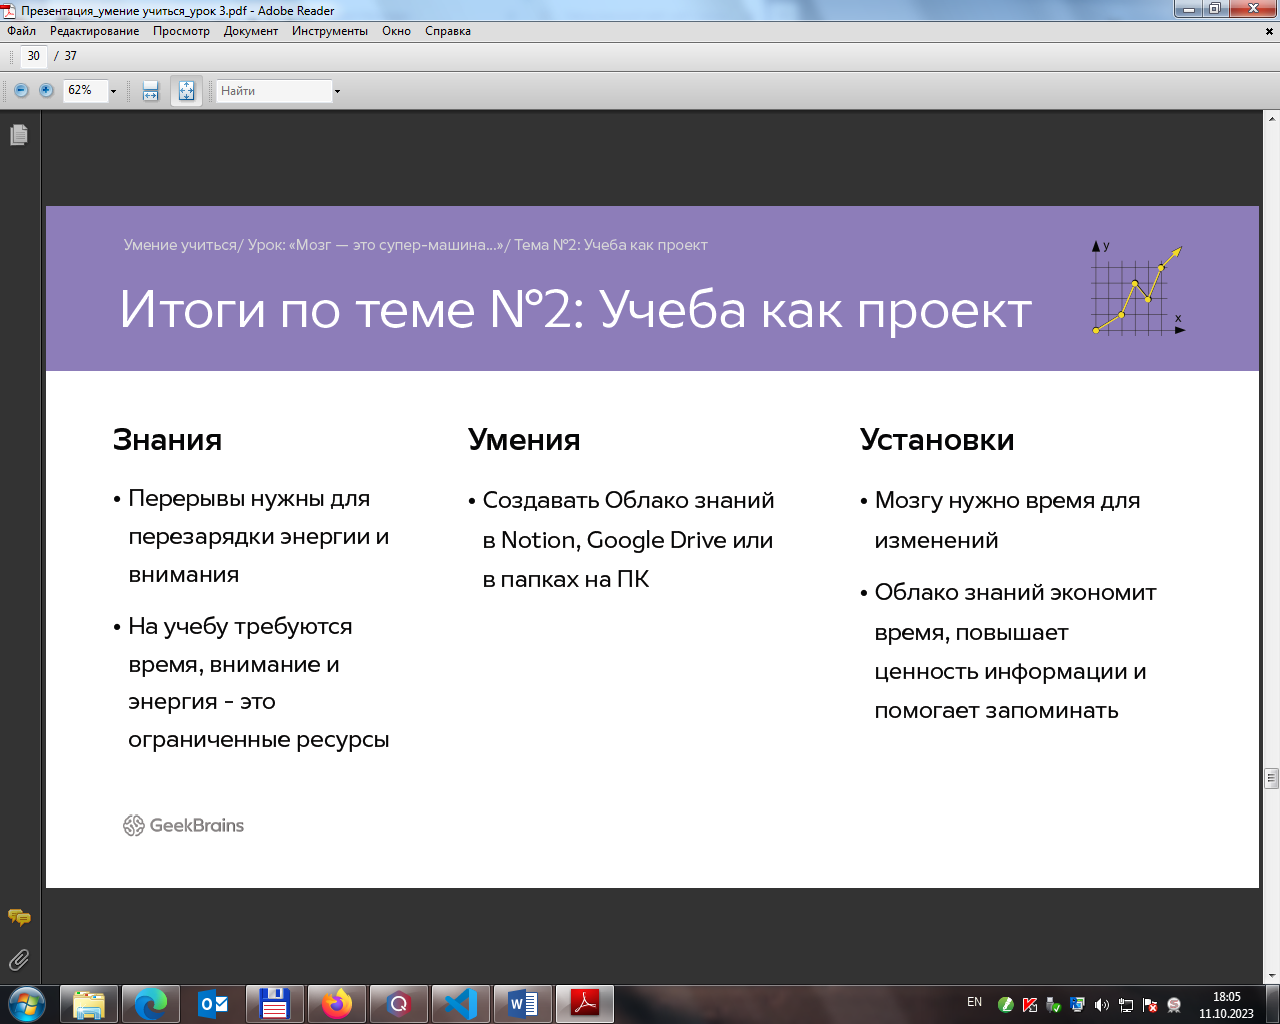 Презентация_умение учиться_урок 3.pdf - Adobe Reader
Файл Редактирование Просмотр Документ Инструменты Окно Справка
30 / 37
62% Найти
Умение учиться/ Урок: «Мозг — это супер-машина...»/ Тема №2: Учеба как проект
Итоги по теме №2: Учеба как проект
y
x
Знания
• Перерывы нужны для
перезарядки энергии и
внимания
• На учебу требуются
время, внимание и
энергия - это
ограниченные ресурсы
Умения
• Создавать Облако знаний
в Notion, Google Drive или
в папках на ПК
Установки
• Мозгу нужно время для
изменений
• Облако знаний экономит
время, повышает
ценность информации и
помогает запоминать
GeekBrains
EN
18:05
11.10.2023